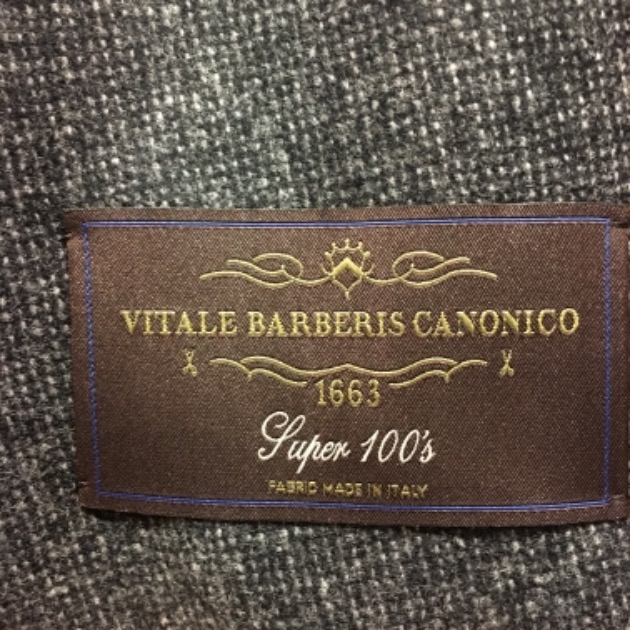 VITALE BARBERIS CANONICO
1663
Super 100's
FABRIC MADE IN ITALY